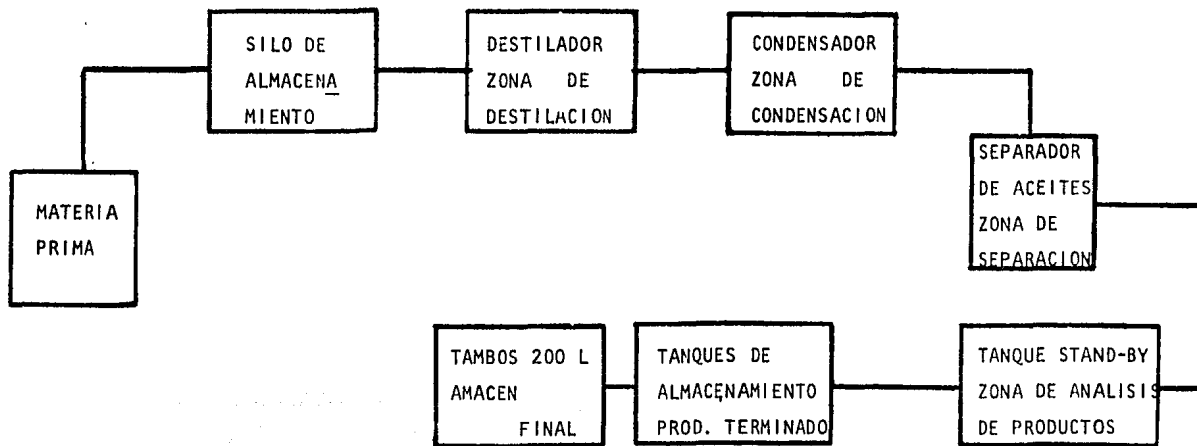 MATERIA
PRIMA
SILO DE
ALMACENA
MIENTO
DESTILADOR
ZONA DE
DESTILACION
CONDENSADOR
ZONA DE
CONDENSACION
SEPARADOR
DE ACEITES
ZONA DE
SEPARACION
TANQUE STAND-BY
ZONA DE ANALISIS
DE PRODUCTOS
TANQUES DE
ALMACENAMIENTO
PROD. TERMINADO
TAMBOS 200 L
AMACEN
FINAL